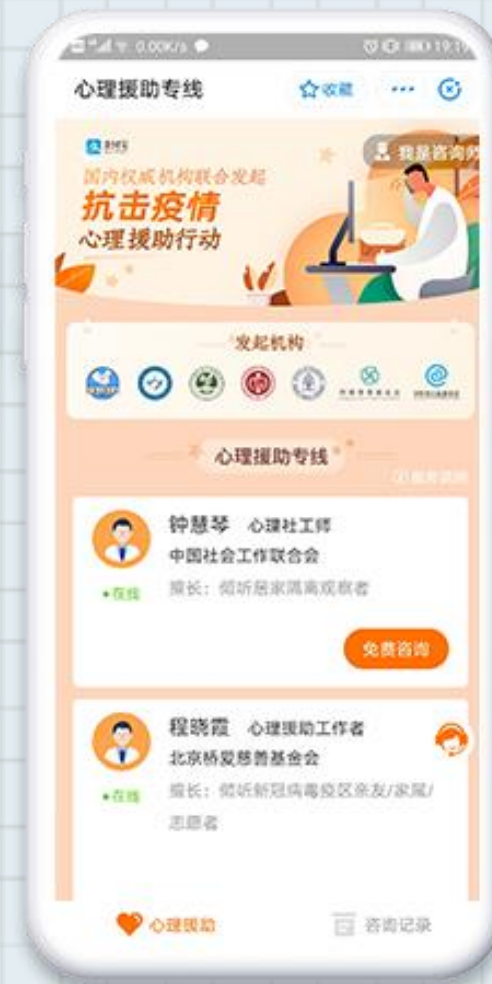 0.00K/s
19:19
心理援助专线
收藏
我是咨询师
国内权威机构联合发起
抗击疫情
心理援助行动
发起机构
心理援助专线
钟慧琴 心理社工师
中国社会工作联合会
•在线
擅长：倾听居家隔离观察者
免费咨询
程晓霞 心理援助工作者
北京桥爱慈善基金会
•在线
擅长：倾听新冠病毒疫区亲友/家属/
志愿者
心理援助
咨询记录